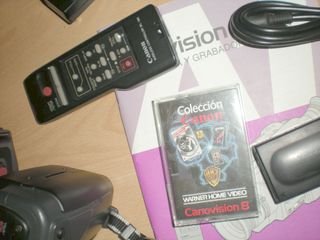 Canon
vision
Y GRABADO
Colección
Canon
WARNER HOME VIDEO
Canovision 8